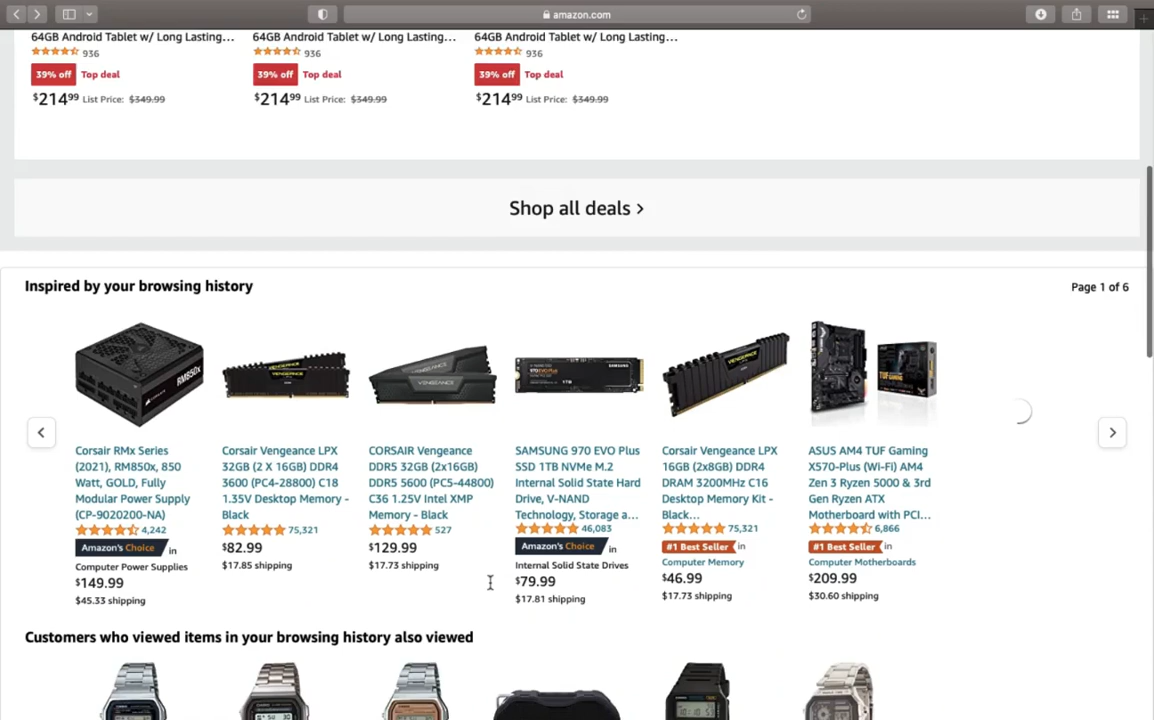 amazon.com
64GB Android Tablet w/ Long Lasting...
64GB Android Tablet w/ Long Lasting...
64GB Android Tablet w/ Long Lasting...
936
936
936
39% off Top deal
39% off Top deal
39% off Top deal
$214.99 List Price: $349.99
$214.99 List Price: $349.99
$214.99 List Price: $349.99
Shop all deals ›
Inspired by your browsing history
Page 1 of 6
RM850x
CORSAIR
VENGEANCE
VENGEANCE
SAMSUNG
VENGEANCE
Corsair RMx Series
(2021), RM850x, 850
Watt, GOLD, Fully
Modular Power Supply
(CP-9020200-NA)
4,242
Amazon's Choice in
Computer Power Supplies
$149.99
$45.33 shipping
Corsair Vengeance LPX
32GB (2 X 16GB) DDR4
3600 (PC4-28800) C18
1.35V Desktop Memory -
Black
75,321
$82.99
$17.85 shipping
CORSAIR Vengeance
DDR5 32GB (2x16GB)
DDR5 5600 (PC5-44800)
C36 1.25V Intel XMP
Memory - Black
527
$129.99
$17.73 shipping
SAMSUNG 970 EVO Plus
SSD 1TB NVMe M.2
Internal Solid State Hard
Drive, V-NAND
Technology, Storage a...
46,083
Amazon's Choice in
Internal Solid State Drives
$79.99
$17.81 shipping
Corsair Vengeance LPX
16GB (2x8GB) DDR4
DRAM 3200MHz C16
Desktop Memory Kit -
Black...
75,321
#1 Best Seller in
Computer Memory
$46.99
$17.73 shipping
ASUS AM4 TUF Gaming
X570-Plus (Wi-Fi) AM4
Zen 3 Ryzen 5000 & 3rd
Gen Ryzen ATX
Motherboard with PCI...
6,866
#1 Best Seller in
Computer Motherboards
$209.99
$30.60 shipping
Customers who viewed items in your browsing history also viewed